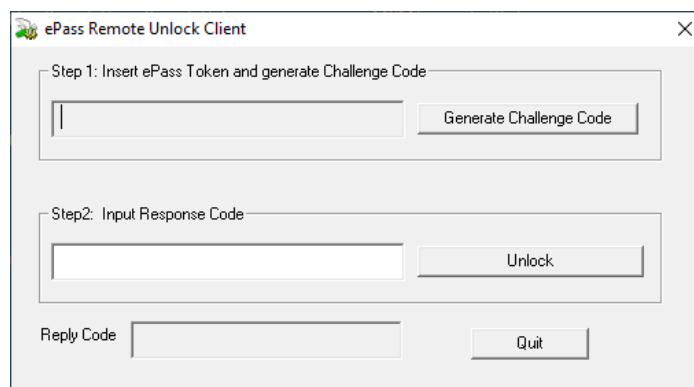 ePass Remote Unlock Client
Step 1: Insert ePass Token and generate Challenge Code
Generate Challenge Code
Step2: Input Response Code
Unlock
Reply Code
Quit